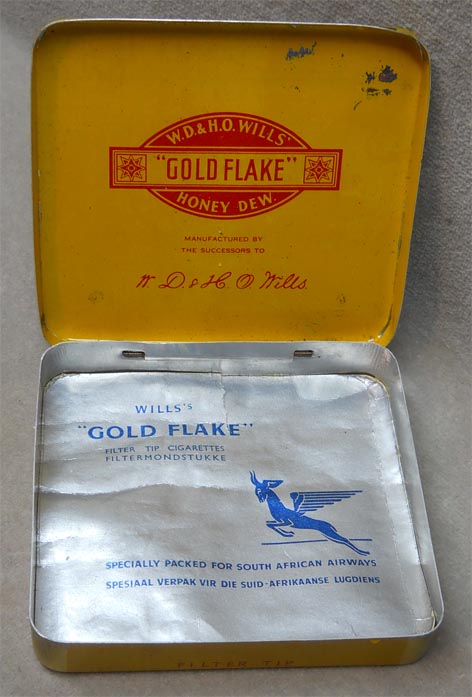 W.D.& H.O. WILLS'
"GOLD FLAKE"
HONEY DEW.
MANUFACTURED BY
THE SUCCESSORS TO
W. D. & H. O. Wills.
WILLS's
"GOLD FLAKE"
FILTER TIP CIGARETTES
FILTERMONDSTUKKE
SPECIALLY PACKED FOR SOUTH AFRICAN AIRWAYS
SPESIAAL VERPAK VIR DIE SUID-AFRIKAANSE LUGDIENS
FILTER TIP